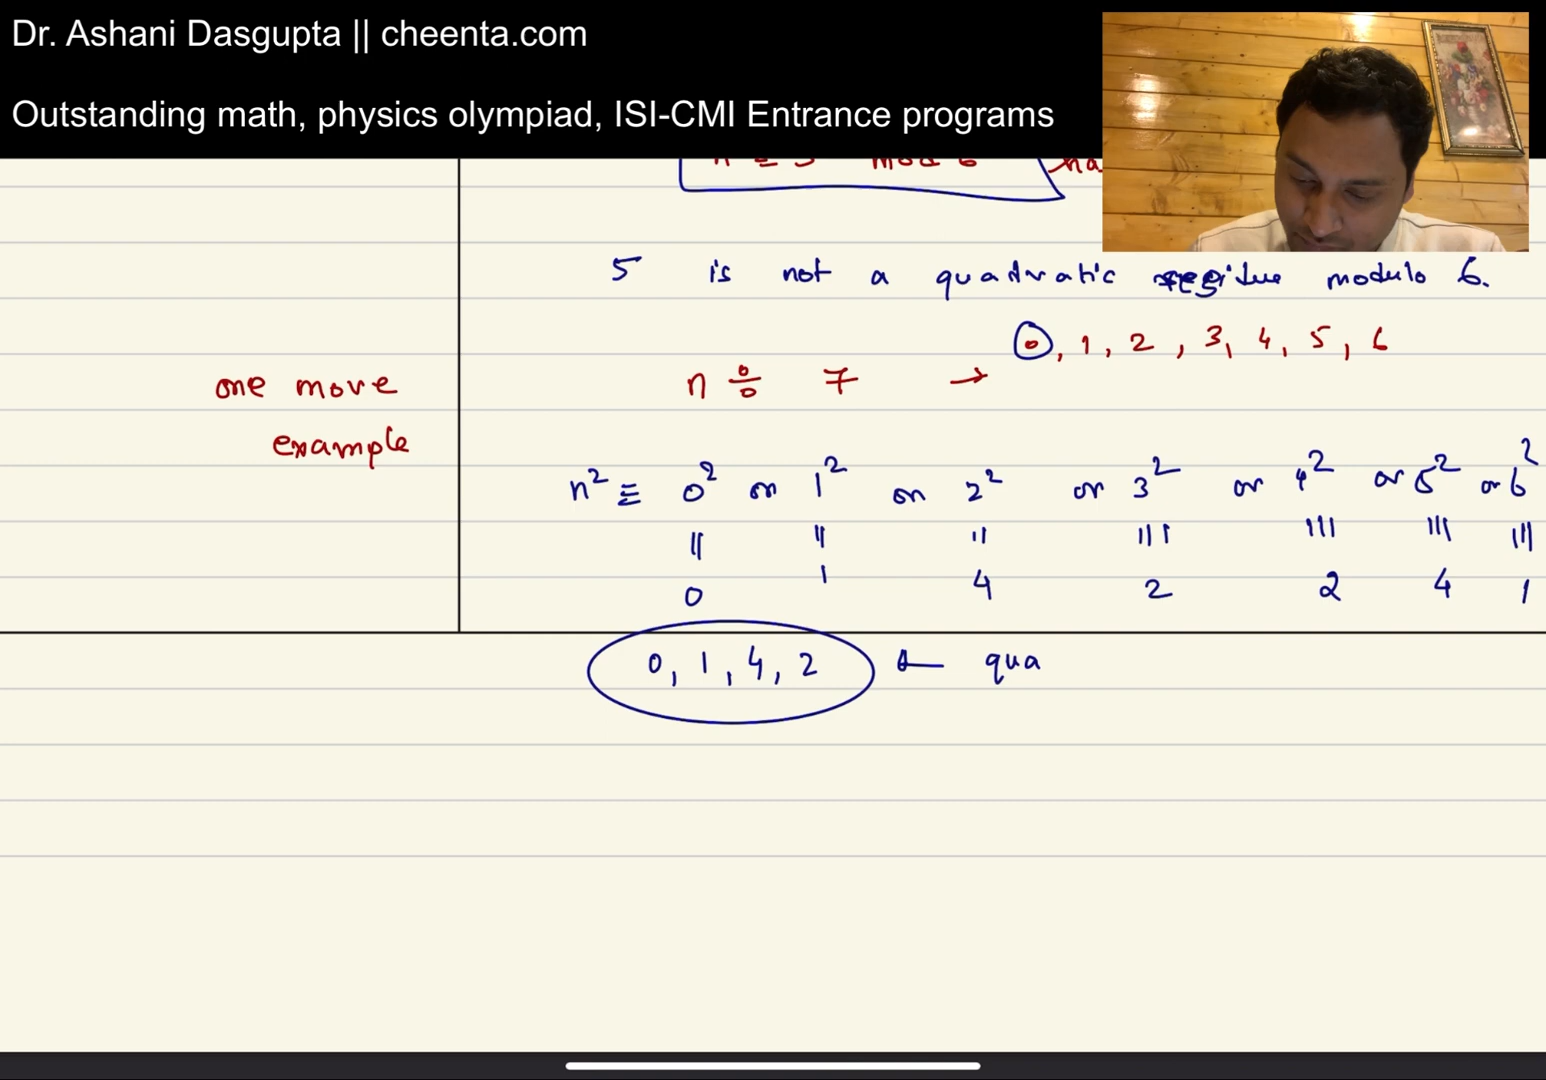 Dr. Ashani Dasgupta || cheenta.com
Outstanding math, physics olympiad, ISI-CMI Entrance programs
5 is not a quadratic residue modulo 6.
0, 1, 2, 3, 4, 5, 6
n ÷ 7 →
one more
example
n² ≡ 0² or 1² or 2² or 3² or 4² or 5² or 6²
|| || || ||| ||| ||| |||
0 1 4 2 2 4 1
0, 1, 4, 2 ← qua